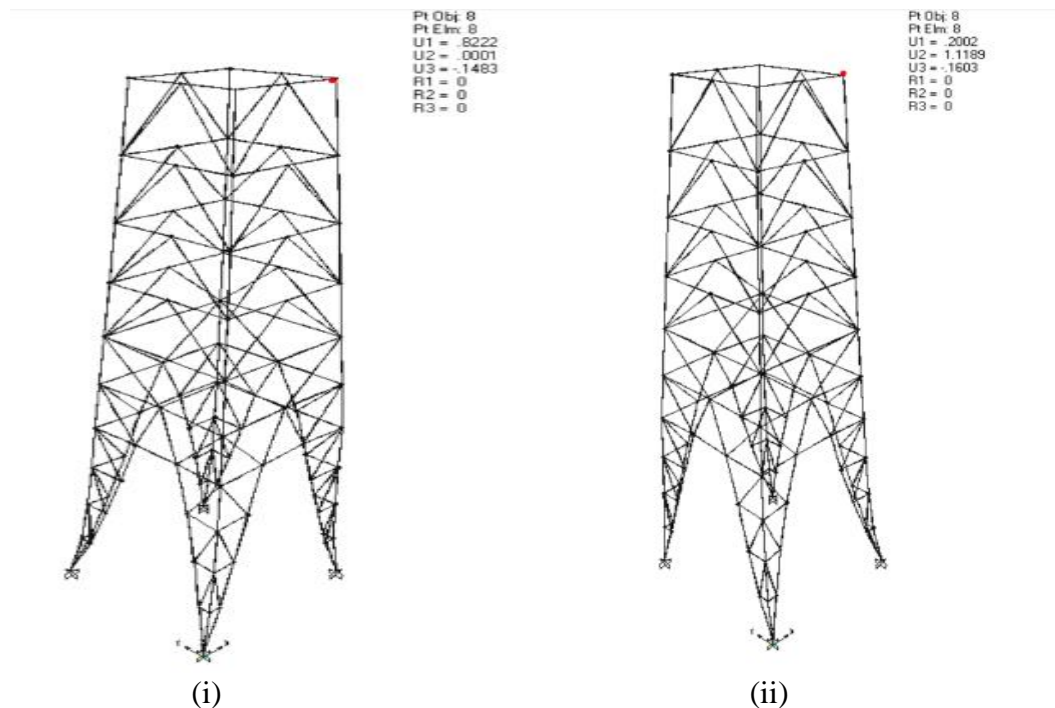 Pt Obj: 8
Pt Elm: 8
U1 = .8222
U2 = .0001
U3 = -.1483
R1 = 0
R2 = 0
R3 = 0
Pt Obj: 8
Pt Elm: 8
U1 = .2002
U2 = 1.1189
U3 = -.1603
R1 = 0
R2 = 0
R3 = 0
(i)
(ii)